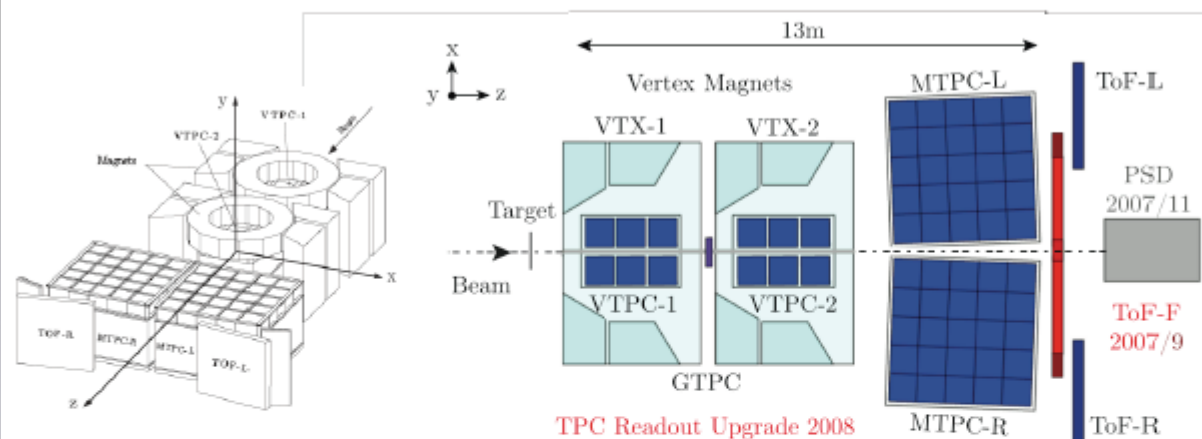 y
VTPC-1
VTPC-2
Beam
Magnets
x
TOF-R
MTPC-R
MTPC-L
TOF-L
z
x
y
z
13m
Vertex Magnets
MTPC-L
ToF-L
VTX-1
VTX-2
PSD
2007/11
Target
Beam
VTPC-1
VTPC-2
ToF-F
2007/9
GTPC
TPC Readout Upgrade 2008
MTPC-R
ToF-R